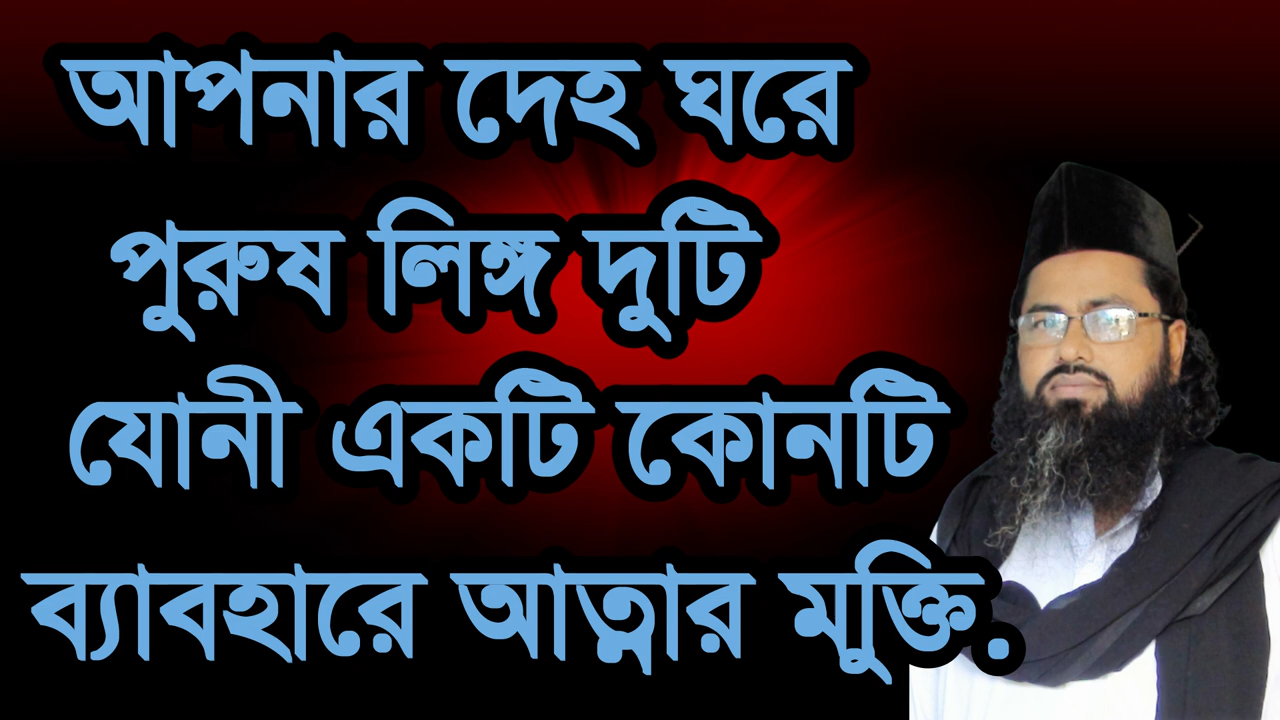 আপনার দেহ ঘরে
পুরুষ লিঙ্গ দুটি
যোনী একটি কোনটি
ব্যাবহারে আত্নার মুক্তি.